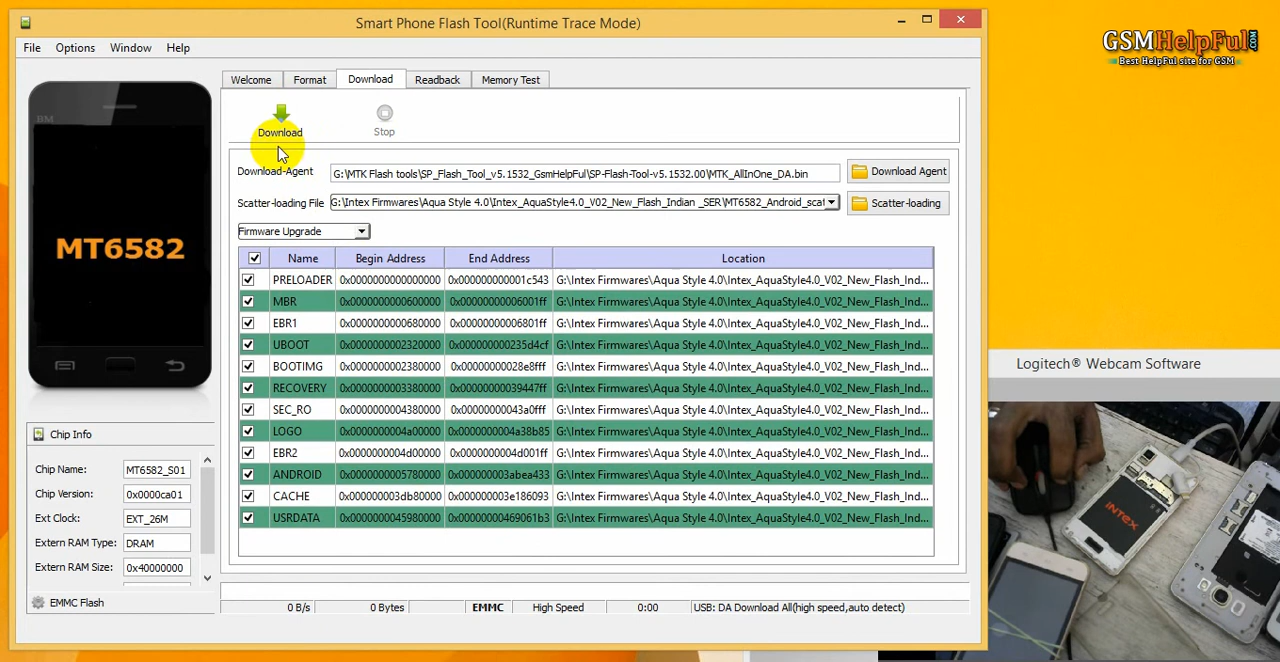 Smart Phone Flash Tool(Runtime Trace Mode)
GSMHelpFul.COM
Best HelpFul site for GSM
File Options Window Help
Welcome Format Download Readback Memory Test
BM
Download Stop
Download-Agent G:\MTK Flash tools\SP_Flash_Tool_v5.1532_GsmHelpFul\SP-Flash-Tool-v5.1532.00\MTK_AllInOne_DA.bin Download Agent
Scatter-loading File G:\Intex Firmwares\Aqua Style 4.0\Intex_AquaStyle4.0_V02_New_Flash_Indian _SER\MT6582_Android_scat Scatter-loading
Firmware Upgrade
MT6582
Name Begin Address End Address Location
PRELOADER 0x0000000000000000 0x000000000001c543 G:\Intex Firmwares\Aqua Style 4.0\Intex_AquaStyle4.0_V02_New_Flash_Ind...
MBR 0x0000000000600000 0x00000000006001ff G:\Intex Firmwares\Aqua Style 4.0\Intex_AquaStyle4.0_V02_New_Flash_Ind...
EBR1 0x0000000000680000 0x00000000006801ff G:\Intex Firmwares\Aqua Style 4.0\Intex_AquaStyle4.0_V02_New_Flash_Ind...
UBOOT 0x0000000002320000 0x000000000235d4cf G:\Intex Firmwares\Aqua Style 4.0\Intex_AquaStyle4.0_V02_New_Flash_Ind...
BOOTIMG 0x0000000002380000 0x00000000028e8fff G:\Intex Firmwares\Aqua Style 4.0\Intex_AquaStyle4.0_V02_New_Flash_Ind...
RECOVERY 0x0000000003380000 0x00000000039447ff G:\Intex Firmwares\Aqua Style 4.0\Intex_AquaStyle4.0_V02_New_Flash_Ind...
SEC_RO 0x0000000004380000 0x00000000043a0fff G:\Intex Firmwares\Aqua Style 4.0\Intex_AquaStyle4.0_V02_New_Flash_Ind...
LOGO 0x0000000004a00000 0x0000000004a38b85 G:\Intex Firmwares\Aqua Style 4.0\Intex_AquaStyle4.0_V02_New_Flash_Ind...
EBR2 0x0000000004d00000 0x0000000004d001ff G:\Intex Firmwares\Aqua Style 4.0\Intex_AquaStyle4.0_V02_New_Flash_Ind...
ANDROID 0x0000000005780000 0x000000003abea433 G:\Intex Firmwares\Aqua Style 4.0\Intex_AquaStyle4.0_V02_New_Flash_Ind...
CACHE 0x000000003db80000 0x000000003e186093 G:\Intex Firmwares\Aqua Style 4.0\Intex_AquaStyle4.0_V02_New_Flash_Ind...
USRDATA 0x0000000045980000 0x00000000469061b3 G:\Intex Firmwares\Aqua Style 4.0\Intex_AquaStyle4.0_V02_New_Flash_Ind...
Chip Info
Chip Name: MT6582_S01
Chip Version: 0x0000ca01
Ext Clock: EXT_26M
Extern RAM Type: DRAM
Extern RAM Size: 0x40000000
EMMC Flash
0 B/s 0 Bytes EMMC High Speed 0:00 USB: DA Download All(high speed,auto detect)
Logitech® Webcam Software
INTEX